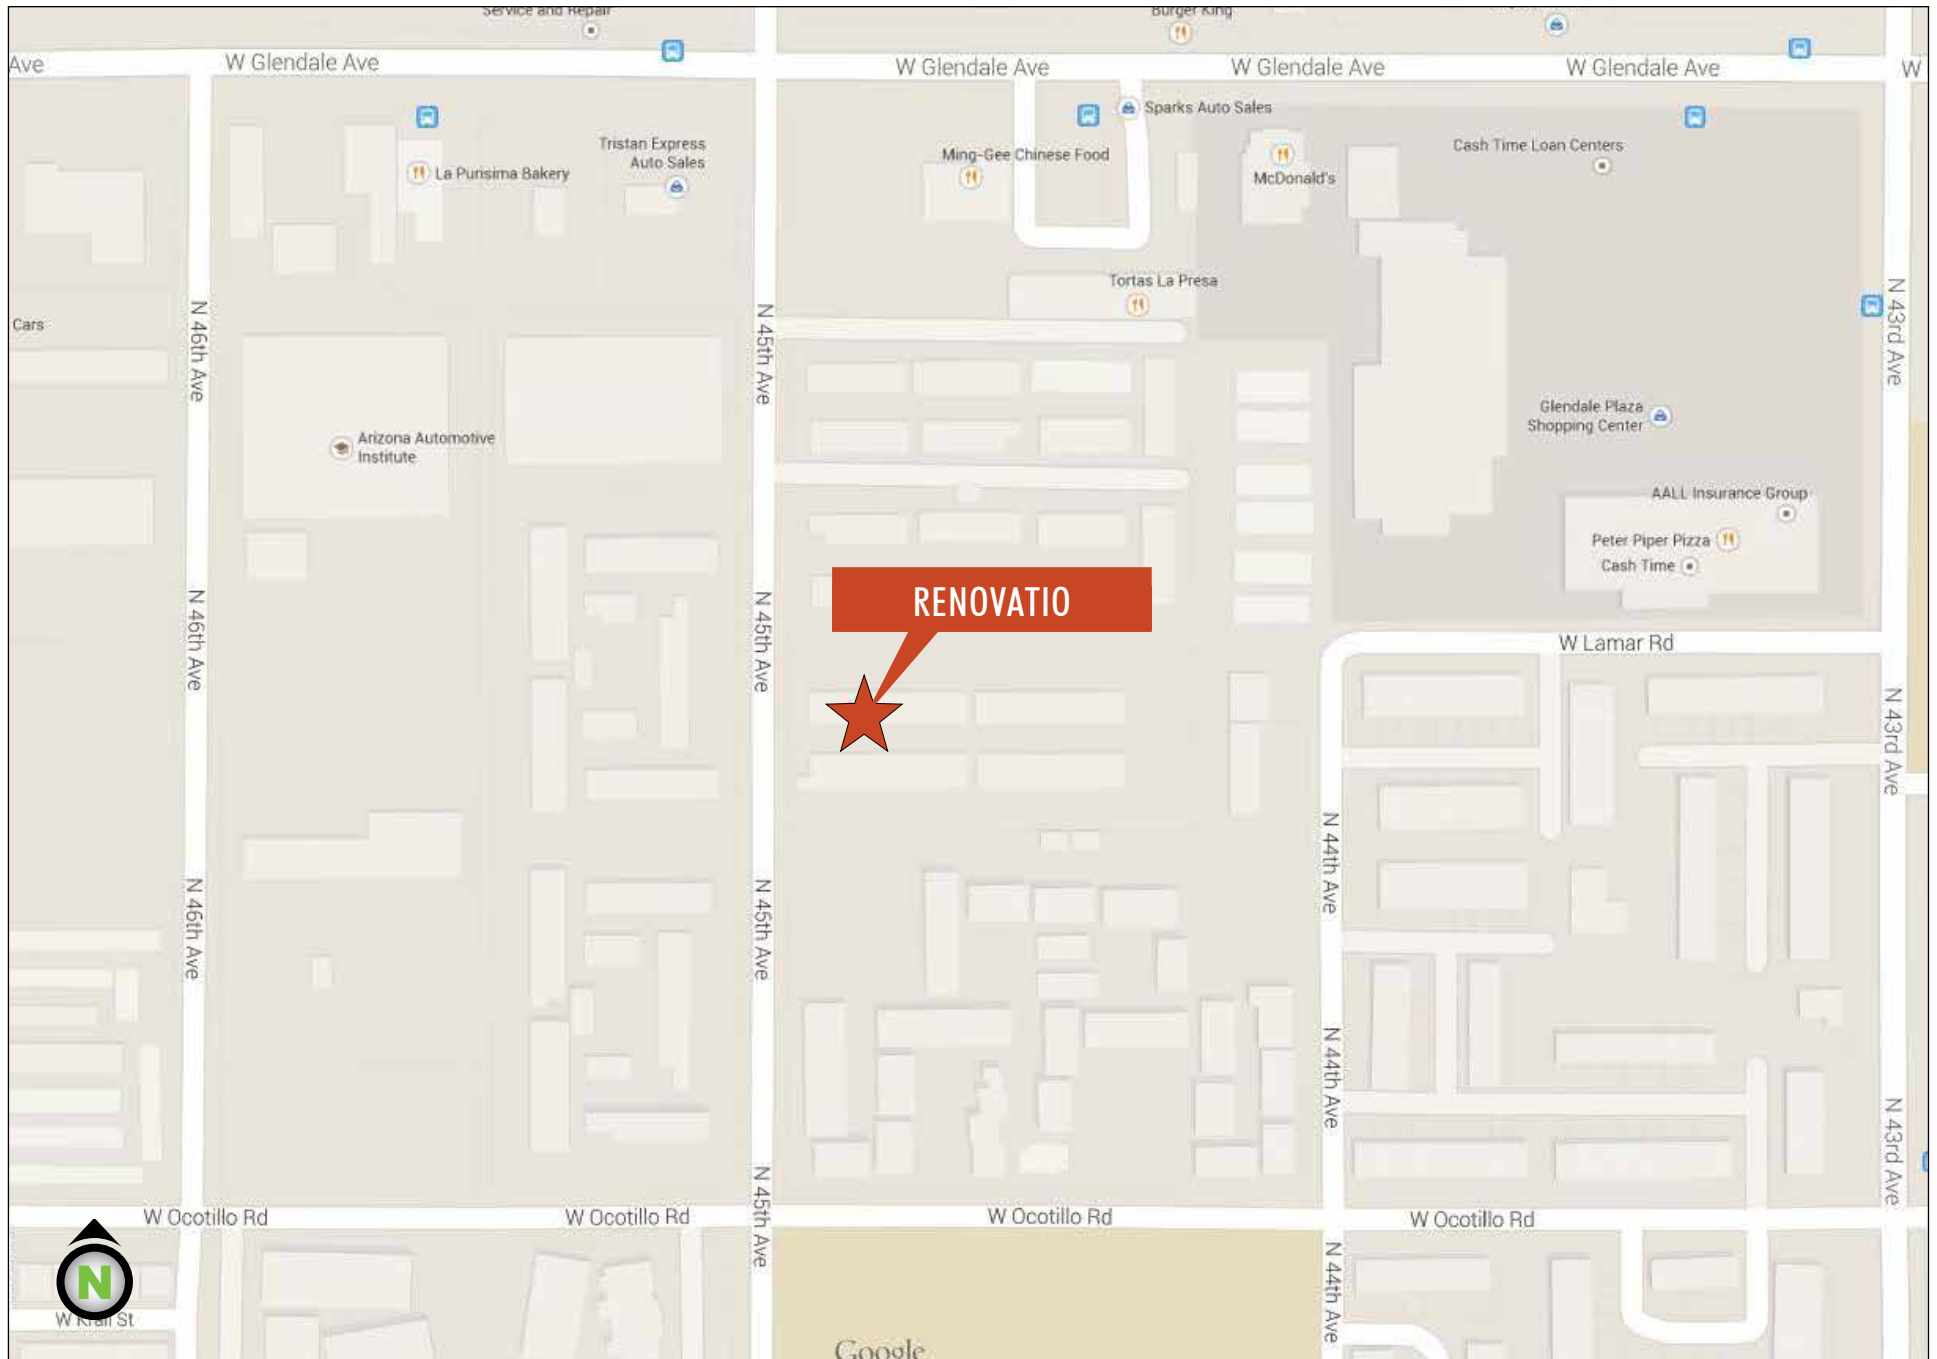 Service and Repair
Burger King
Ave
W Glendale Ave
W Glendale Ave
W Glendale Ave
W Glendale Ave
W
Sparks Auto Sales
Tristan Express
Auto Sales
La Purisima Bakery
Ming-Gee Chinese Food
McDonald's
Cash Time Loan Centers
Tortas La Presa
Cars
N 46th Ave
N 45th Ave
N 43rd Ave
Arizona Automotive
Institute
Glendale Plaza
Shopping Center
AALL Insurance Group
Peter Piper Pizza
Cash Time
RENOVATIO
N 46th Ave
N 45th Ave
W Lamar Rd
N 43rd Ave
N 44th Ave
N 46th Ave
N 45th Ave
N 44th Ave
N 43rd Ave
N 45th Ave
W Ocotillo Rd
W Ocotillo Rd
W Ocotillo Rd
W Ocotillo Rd
N 44th Ave
N
W Krall St
Google